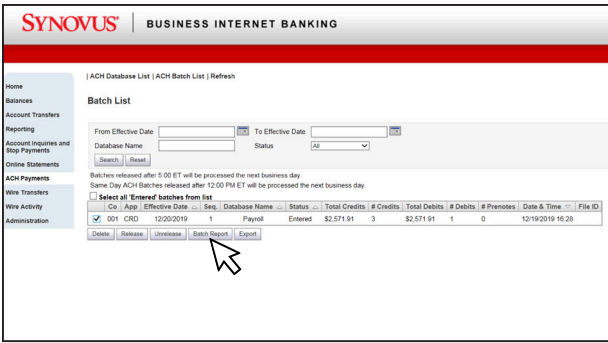 SYNOVUS® | BUSINESS INTERNET BANKING
| ACH Database List | ACH Batch List | Refresh
Home
Balances
Account Transfers
Reporting
Account Inquiries and
Stop Payments
Online Statements
ACH Payments
Wire Transfers
Wire Activity
Administration
Batch List
From Effective Date To Effective Date
Database Name Status All
Search Reset
Batches released after 5:00 ET will be processed the next business day.
Same Day ACH Batches released after 12:00 PM ET will be processed the next business day.
Select all 'Entered' batches from list
Co App Effective Date Seq. Database Name Status Total Credits # Credits Total Debits # Debits # Prenotes Date & Time File ID
001 CRD 12/20/2019 1 Payroll Entered $2,571.91 3 $2,571.91 1 0 12/19/2019 16:28
Delete Release Unrelease Batch Report Export